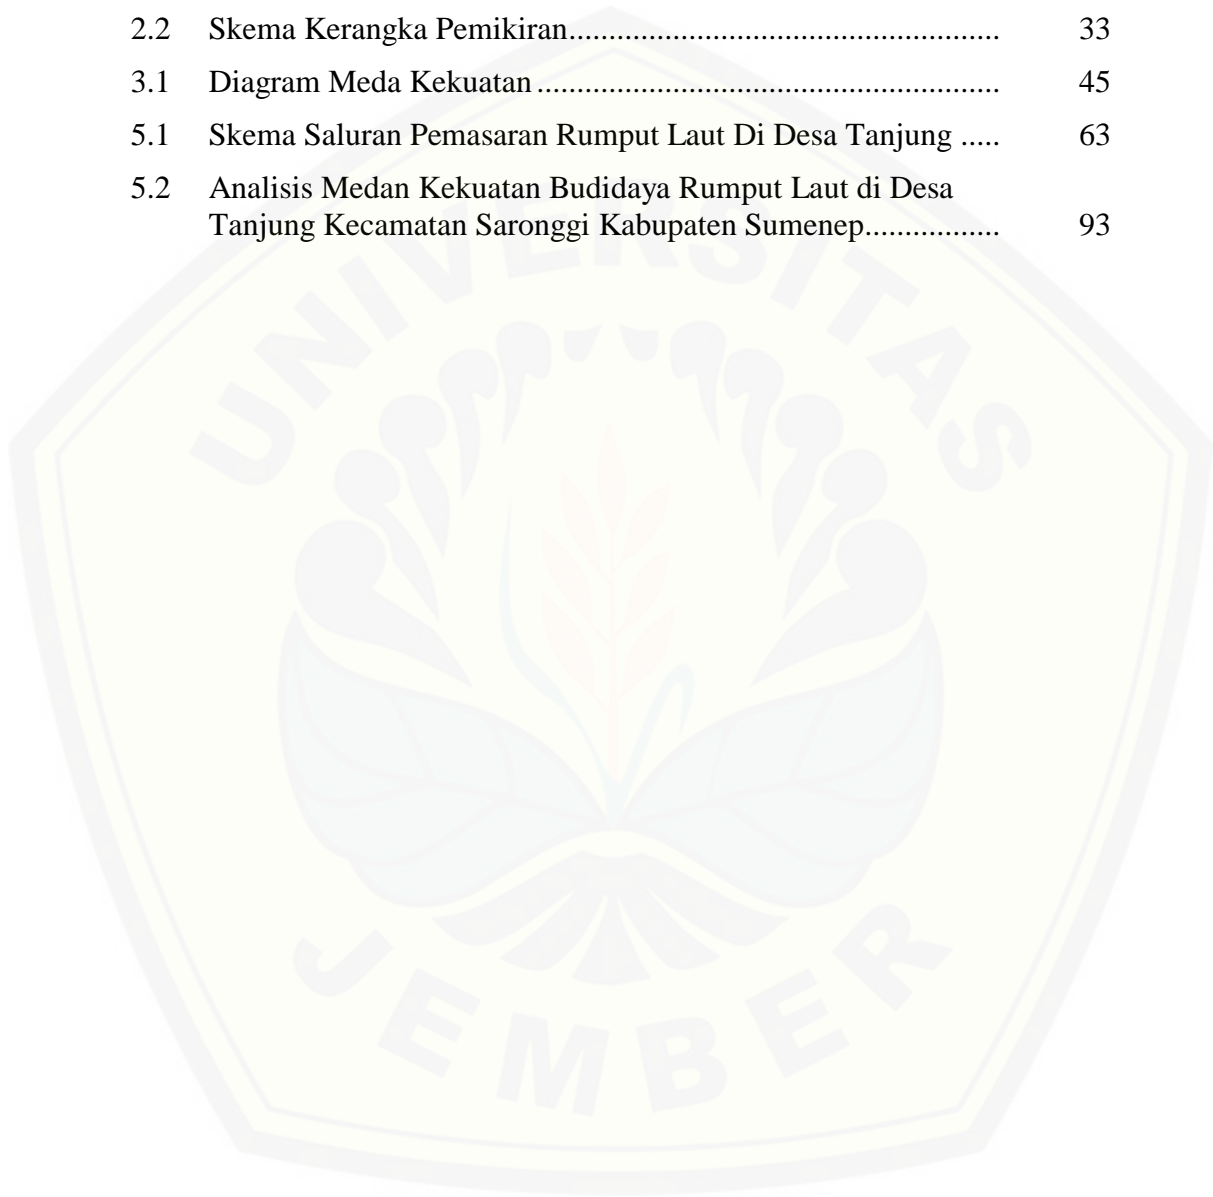 2.2 Skema Kerangka Pemikiran...................................................... 33
3.1 Diagram Meda Kekuatan.......................................................... 45
5.1 Skema Saluran Pemasaran Rumput Laut Di Desa Tanjung ..... 63
5.2 Analisis Medan Kekuatan Budidaya Rumput Laut di Desa
Tanjung Kecamatan Saronggi Kabupaten Sumenep................. 93
UNIVERSITAS
JEMBER